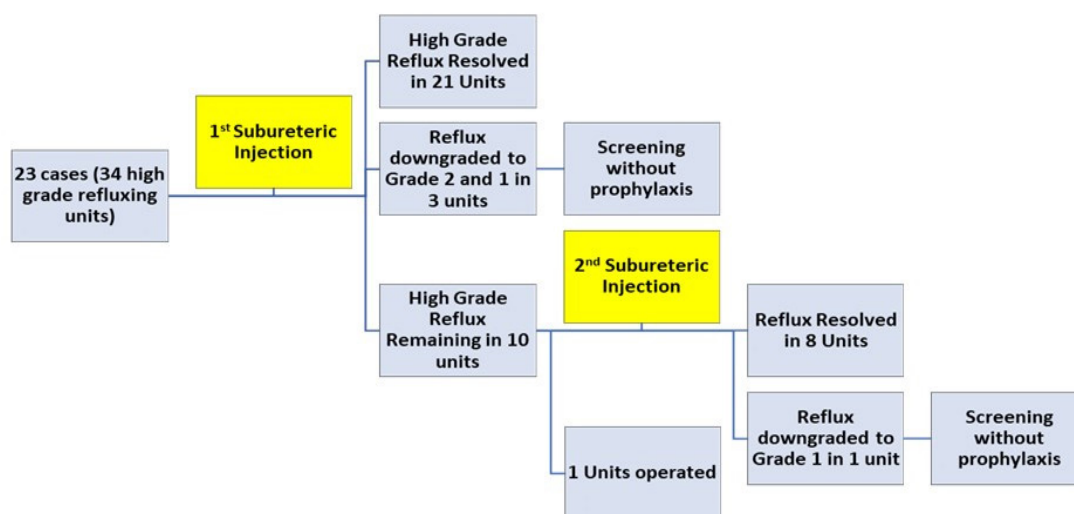 23 cases (34 high
grade refluxing
units)
1st Subureteric
Injection
High Grade
Reflux Resolved
in 21 Units
Reflux
downgraded to
Grade 2 and 1 in
3 units
Screening
without
prophylaxis
High Grade
Reflux
Remaining in 10
units
2nd Subureteric
Injection
Reflux Resolved
in 8 Units
Reflux
downgraded to
Grade 1 in 1 unit
Screening
without
prophylaxis
1 Units operated